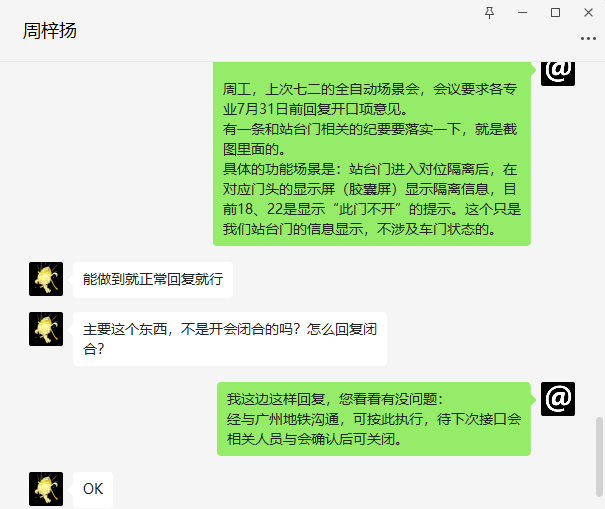 周梓扬
@
周工，上次七二的全自动场景会，会议要求各专
业7月31日前回复开口项意见。
有一条和站台门相关的纪要要落实一下，就是截
图里面的。
具体的功能场景是：站台门进入对位隔离后，在
对应门头的显示屏（胶囊屏）显示隔离信息，目
前18、22是显示“此门不开”的提示。这个只是
我们站台门的信息显示，不涉及车门状态的。
能做到就正常回复就行
主要这个东西，不是开会闭合的吗？怎么回复闭
合？
@
我这边这样回复，您看看有没问题：
经与广州地铁沟通，可按此执行，待下次接口会
相关人员与会确认后可关闭。
OK